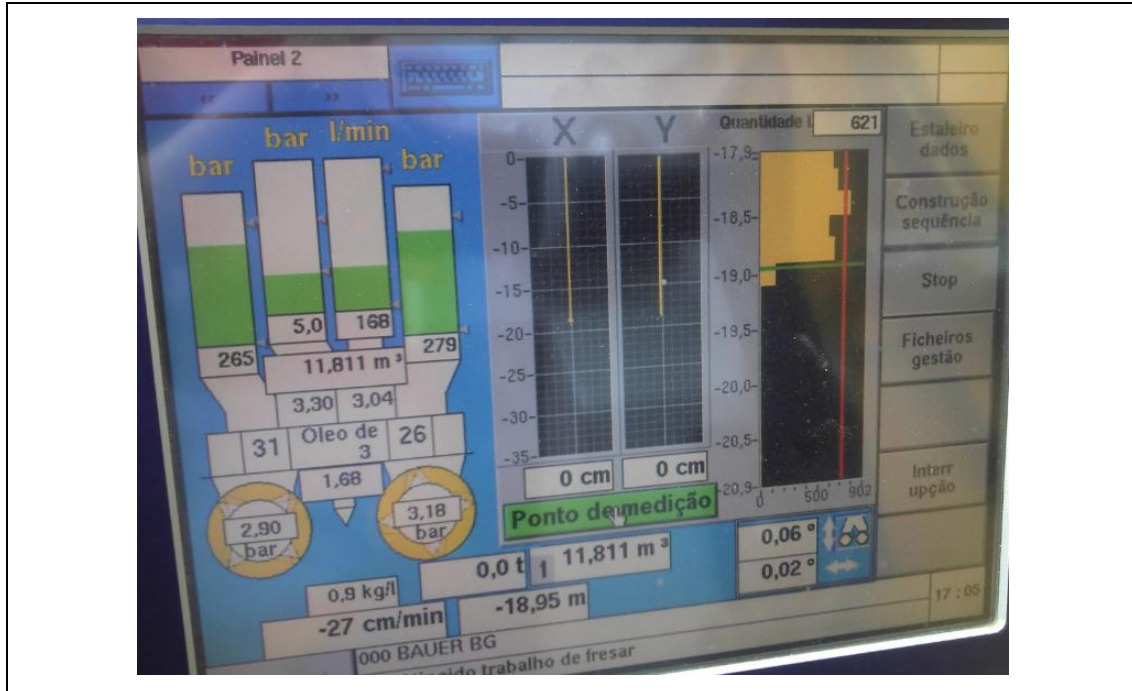 Painel 2
<< >>
bar bar l/min bar
X Y
Quantidade l 621
0
-5
-10
-15
-20
-25
-30
-35
-17,9
-18,5
-19,0
-19,5
-20,0
-20,5
-20,9
0 500 902
265 5,0 168 279
11,811 m³
3,30 3,04
31 Oleo de 3 26
1,68
2,90 bar
3,18 bar
0 cm 0 cm
Ponto de medição
0,0 t 1 11,811 m³
0,06 °
0,02 °
0,9 kg/l
-27 cm/min -18,95 m
000 BAUER BG
trabalho de fresar
Estaleiro
dados
Construção
sequência
Stop
Ficheiros
gestão
Interr
upção
17 : 05